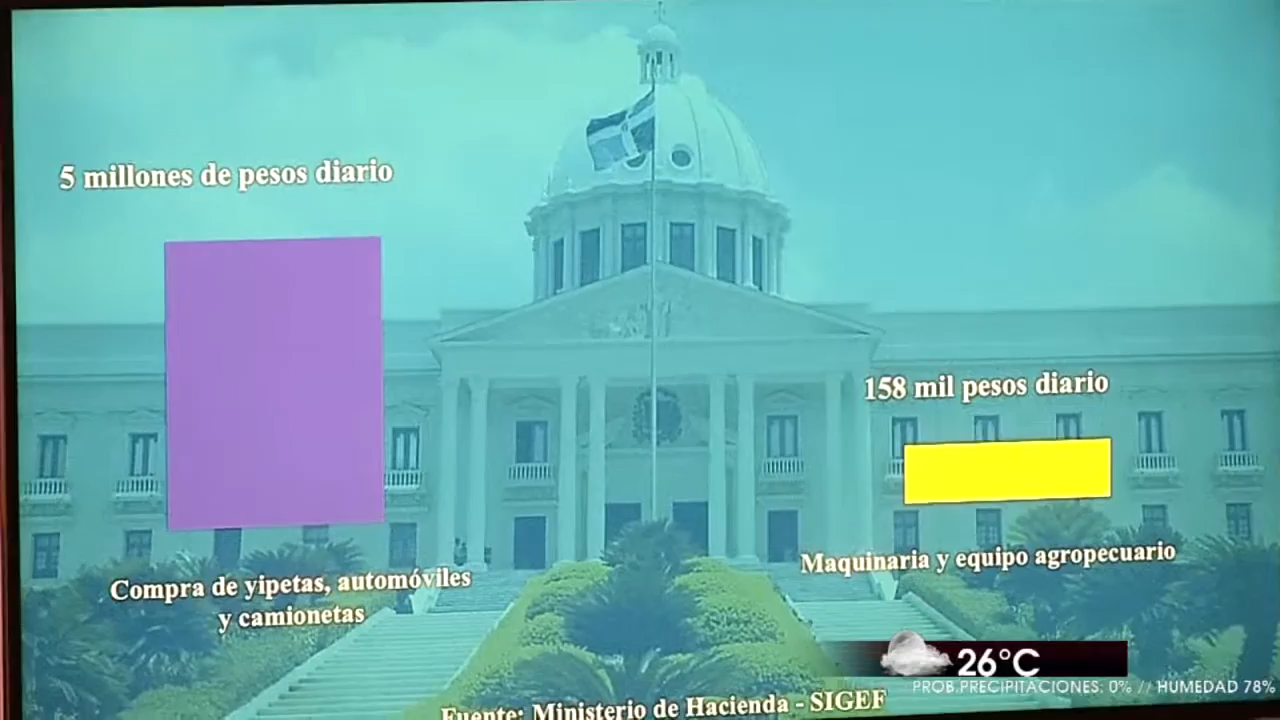 5 millones de pesos diario
158 mil pesos diario
Maquinaria y equipo agropecuario
Compra de yipetas, automóviles
y camionetas
26°C
PROB.PRECIPITACIONES: 0% // HUMEDAD 78%
Fuente: Ministerio de Hacienda - SIGEF